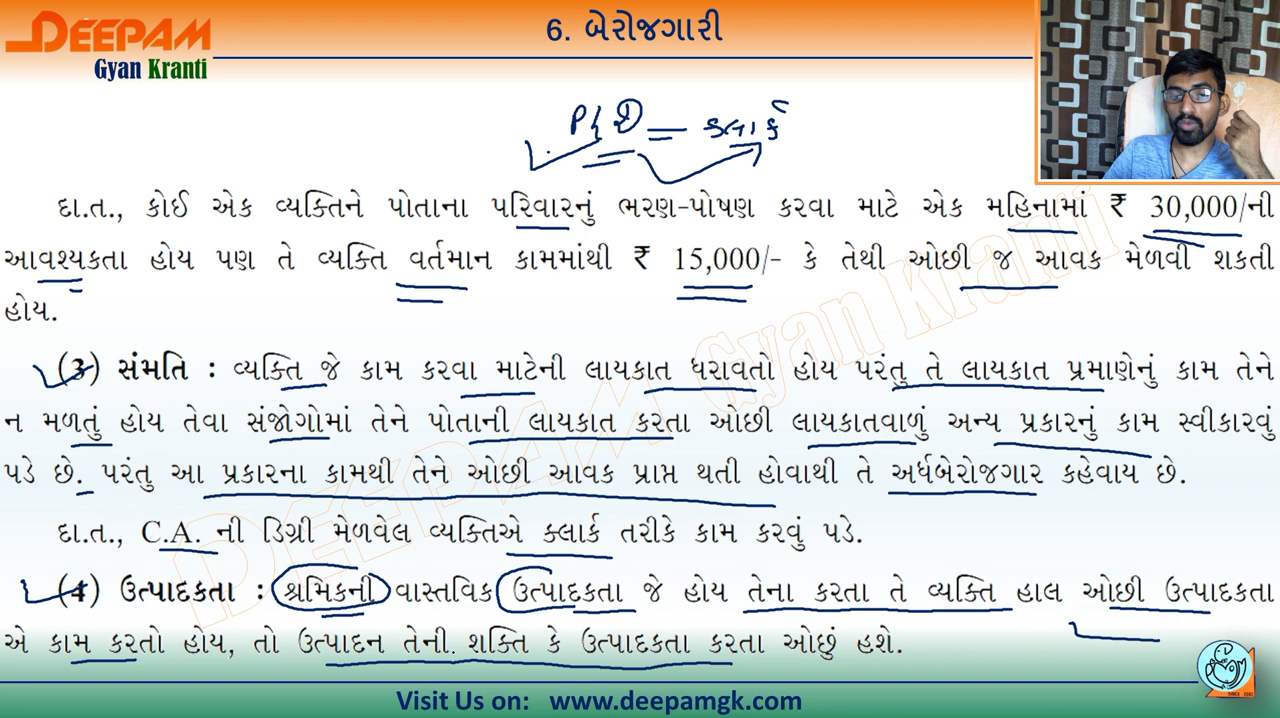 DEEPAM
Gyan Kranti
6. બેરોજગારી
PhD = ક્લાર્ક
દા.ત., કોઈ એક વ્યક્તિને પોતાના પરિવારનું ભરણ-પોષણ કરવા માટે એક મહિનામાં ₹ 30,000/ની
આવશ્યકતા હોય પણ તે વ્યક્તિ વર્તમાન કામમાંથી ₹ 15,000/- કે તેથી ઓછી જ આવક મેળવી શકતી
હોય.
(3) સંમતિ : વ્યક્તિ જે કામ કરવા માટેની લાયકાત ધરાવતો હોય પરંતુ તે લાયકાત પ્રમાણેનું કામ તેને
ન મળતું હોય તેવા સંજોગોમાં તેને પોતાની લાયકાત કરતા ઓછી લાયકાતવાળું અન્ય પ્રકારનું કામ સ્વીકારવું
પડે છે. પરંતુ આ પ્રકારના કામથી તેને ઓછી આવક પ્રાપ્ત થતી હોવાથી તે અર્ધબેરોજગાર કહેવાય છે.
દા.ત., C.A. ની ડિગ્રી મેળવેલ વ્યક્તિએ ક્લાર્ક તરીકે કામ કરવું પડે.
(4) ઉત્પાદકતા : શ્રમિકની વાસ્તવિક ઉત્પાદકતા જે હોય તેના કરતા તે વ્યક્તિ હાલ ઓછી ઉત્પાદકતા
એ કામ કરતો હોય, તો ઉત્પાદન તેની શક્તિ કે ઉત્પાદકતા કરતા ઓછું હશે.
DEEPAM Gyan Kranti
Visit Us on: www.deepamgk.com